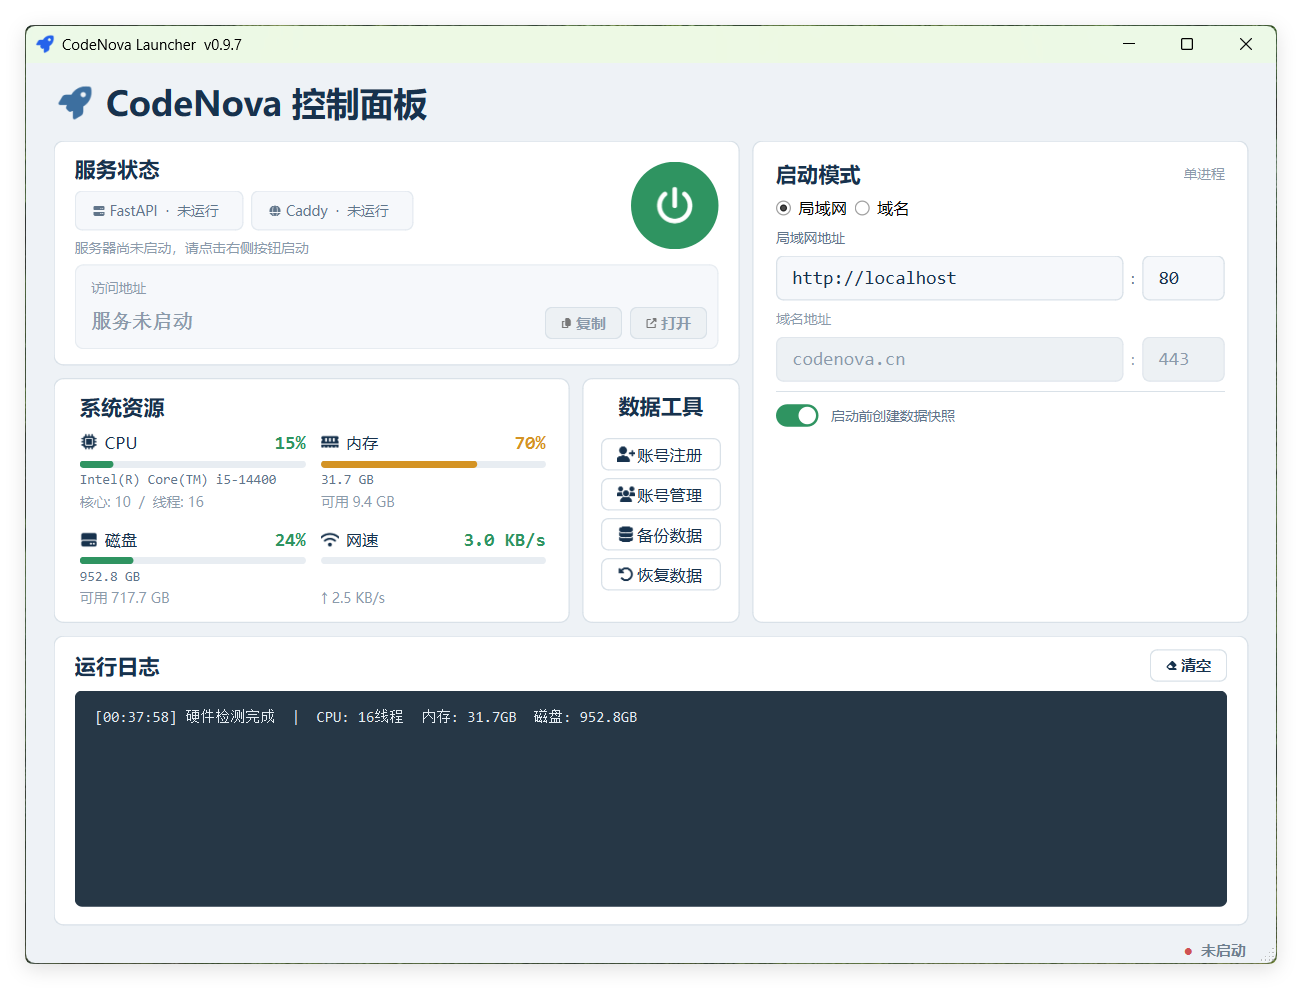 CodeNova Launcher v0.9.7
CodeNova 控制面板
服务状态
FastAPI · 未运行
Caddy · 未运行
服务器尚未启动，请点击右侧按钮启动
访问地址
服务未启动
复制
打开
启动模式
单进程
局域网
域名
局域网地址
http://localhost : 80
域名地址
codenova.cn : 443
启动前创建数据快照
系统资源
CPU 15%
Intel(R) Core(TM) i5-14400
核心: 10 / 线程: 16
内存 70%
31.7 GB
可用 9.4 GB
磁盘 24%
952.8 GB
可用 717.7 GB
网速 3.0 KB/s
↑ 2.5 KB/s
数据工具
账号注册
账号管理
备份数据
恢复数据
运行日志
清空
[00:37:58] 硬件检测完成 | CPU: 16线程 内存: 31.7GB 磁盘: 952.8GB
未启动